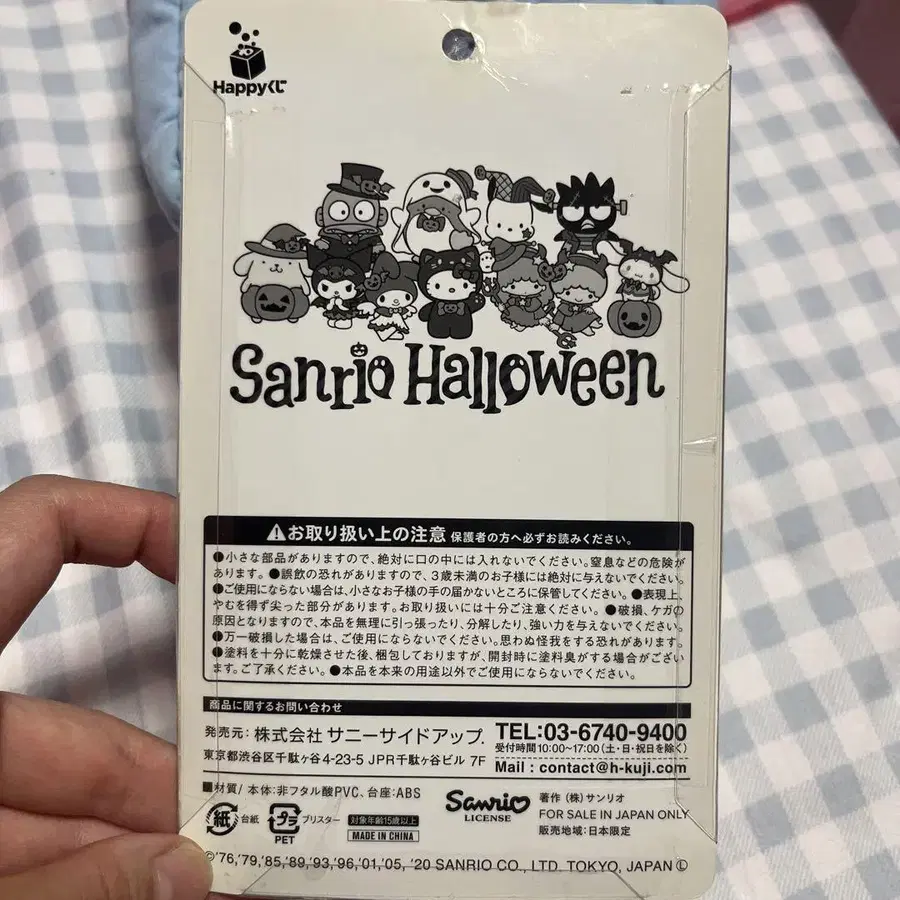 Happyくじ
Sanrio Halloween
⚠お取り扱い上の注意 保護者の方へ必ずお読みください。
●小さな部品がありますので、絶対に口の中には入れないでください。窒息などの危険が
あります。●誤飲の恐れがありますので、3歳未満のお子様には絶対に与えないでください。
●ご使用にならない場合は、小さなお子様の手の届かないところに保管してください。●表現上、
やむを得ず尖った部分があります。お取り扱いには十分ご注意ください。●破損、ケガの
原因となりますので、本品を無理に引っ張ったり、分解したり、強い力を与えないでください。
●万一破損した場合は、ご使用にならないでください。思わぬ怪我をする恐れがあります。
●塗料を十分に乾燥させた後、梱包しておりますが、開封時に塗料臭がする場合がござい
ます。ご了承ください。●本品を本来の用途以外でご使用にならないでください。
商品に関するお問い合わせ
発売元: 株式会社 サニーサイドアップ.
東京都渋谷区千駄ヶ谷4-23-5 JPR千駄ヶ谷ビル 7F
TEL:03-6740-9400
受付時間10:00~17:00(土・日・祝日を除く)
Mail : contact@h-kuji.com
■材質/ 本体:非フタル酸PVC、台座:ABS
紙 台紙
プラ ブリスター
PET
対象年齢15歳以上
MADE IN CHINA
Sanrio
LICENSE
著作 (株)サンリオ
FOR SALE IN JAPAN ONLY
販売地域:日本限定
©'76,'79,'85,'89,'93,'96,'01,'05, '20 SANRIO CO., LTD. TOKYO, JAPAN Ⓛ